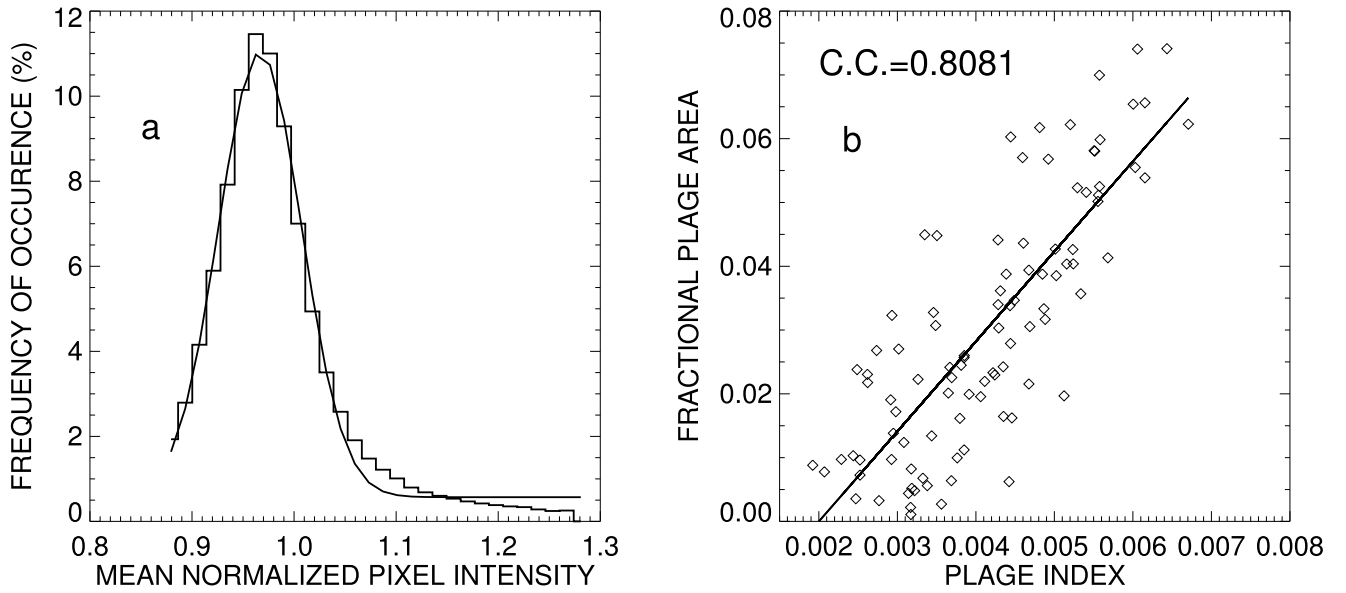 FREQUENCY OF OCCURENCE (%)
12
10
8
6
4
2
0
a
0.8 0.9 1.0 1.1 1.2 1.3
MEAN NORMALIZED PIXEL INTENSITY
FRACTIONAL PLAGE AREA
0.08
0.06
0.04
0.02
0.00
C.C.=0.8081
b
0.002 0.003 0.004 0.005 0.006 0.007 0.008
PLAGE INDEX